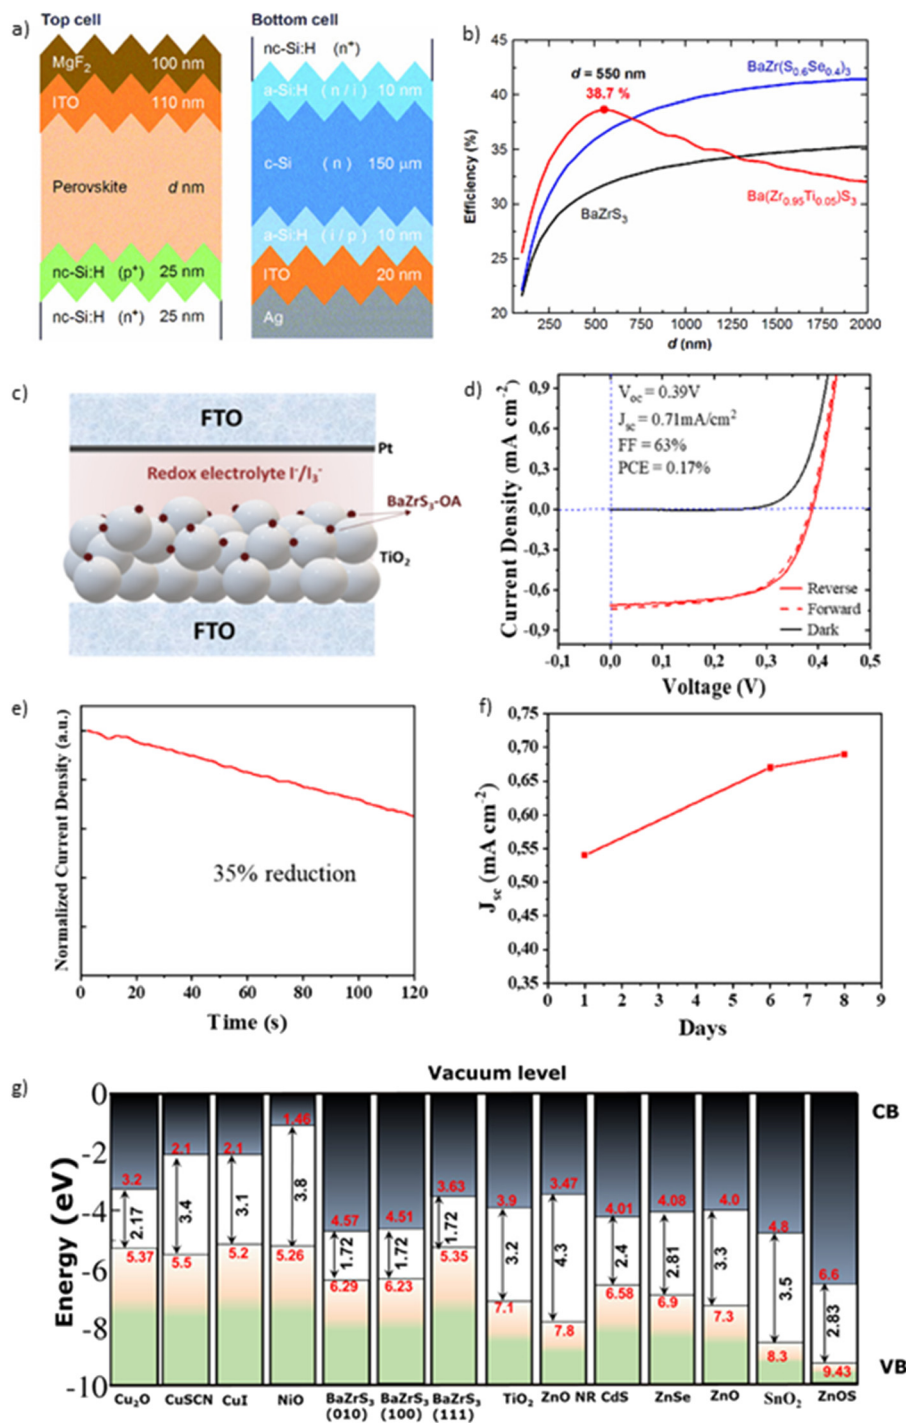 a)
Top cell
Bottom cell
MgF2 100 nm
ITO 110 nm
Perovskite d nm
nc-Si:H (p+) 25 nm
nc-Si:H (n+) 25 nm
nc-Si:H (n+)
a-Si:H (n/i) 10 nm
c-Si (n) 150 μm
a-Si:H (i/p) 10 nm
ITO 20 nm
Ag
b)
BaZr(S0.6Se0.4)3
d = 550 nm
38.7 %
Ba(Zr0.95Ti0.05)S3
BaZrS3
Efficiency (%)
45
40
35
30
25
20
250 500 750 1000 1250 1500 1750 2000
d (nm)
c)
FTO
Pt
Redox electrolyte I-/I3-
BaZrS3-OA
TiO2
FTO
d)
Current Density (mA cm-2)
0,9
0,6
0,3
0,0
-0,3
-0,6
-0,9
Voc = 0.39V
Jsc = 0.71mA/cm2
FF = 63%
PCE = 0.17%
Reverse
Forward
Dark
-0,1 0,0 0,1 0,2 0,3 0,4 0,5
Voltage (V)
e)
Normalized Current Density (a.u.)
35% reduction
0 20 40 60 80 100 120
Time (s)
f)
Jsc (mA cm-2)
0,75
0,70
0,65
0,60
0,55
0,50
0,45
0,40
0,35
0 1 2 3 4 5 6 7 8 9
Days
g)
Vacuum level
Energy (eV)
0
-2
-4
-6
-8
-10
CB
VB
3.2 2.1 2.1 1.46 4.57 4.51 3.63 3.9 3.47 4.01 4.08 4.0 4.8 6.6
2.17 3.4 3.1 3.8 1.72 1.72 1.72 3.2 4.3 2.4 2.81 3.3 3.5 2.83
5.37 5.5 5.2 5.26 6.29 6.23 5.35 7.1 7.8 6.58 6.9 7.3 8.3 9.43
Cu2O CuSCN CuI NiO BaZrS3 BaZrS3 BaZrS3 TiO2 ZnO NR CdS ZnSe ZnO SnO2 ZnOS
(010) (100) (111)